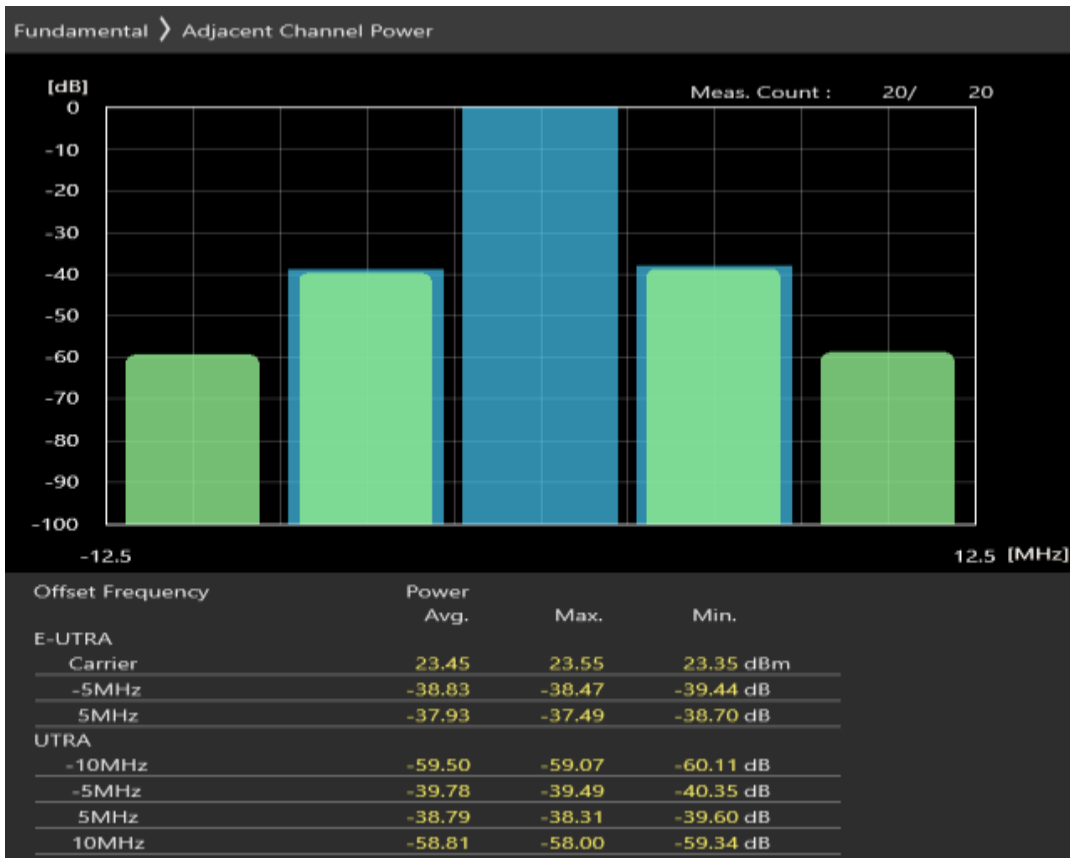 Fundamental ❯ Adjacent Channel Power
[dB]
Meas. Count : 20/ 20
0
-10
-20
-30
-40
-50
-60
-70
-80
-90
-100
-12.5 12.5 [MHz]
Offset Frequency Power
Avg. Max. Min.
E-UTRA
Carrier 23.45 23.55 23.35 dBm
-5MHz -38.83 -38.47 -39.44 dB
5MHz -37.93 -37.49 -38.70 dB
UTRA
-10MHz -59.50 -59.07 -60.11 dB
-5MHz -39.78 -39.49 -40.35 dB
5MHz -38.79 -38.31 -39.60 dB
10MHz -58.81 -58.00 -59.34 dB